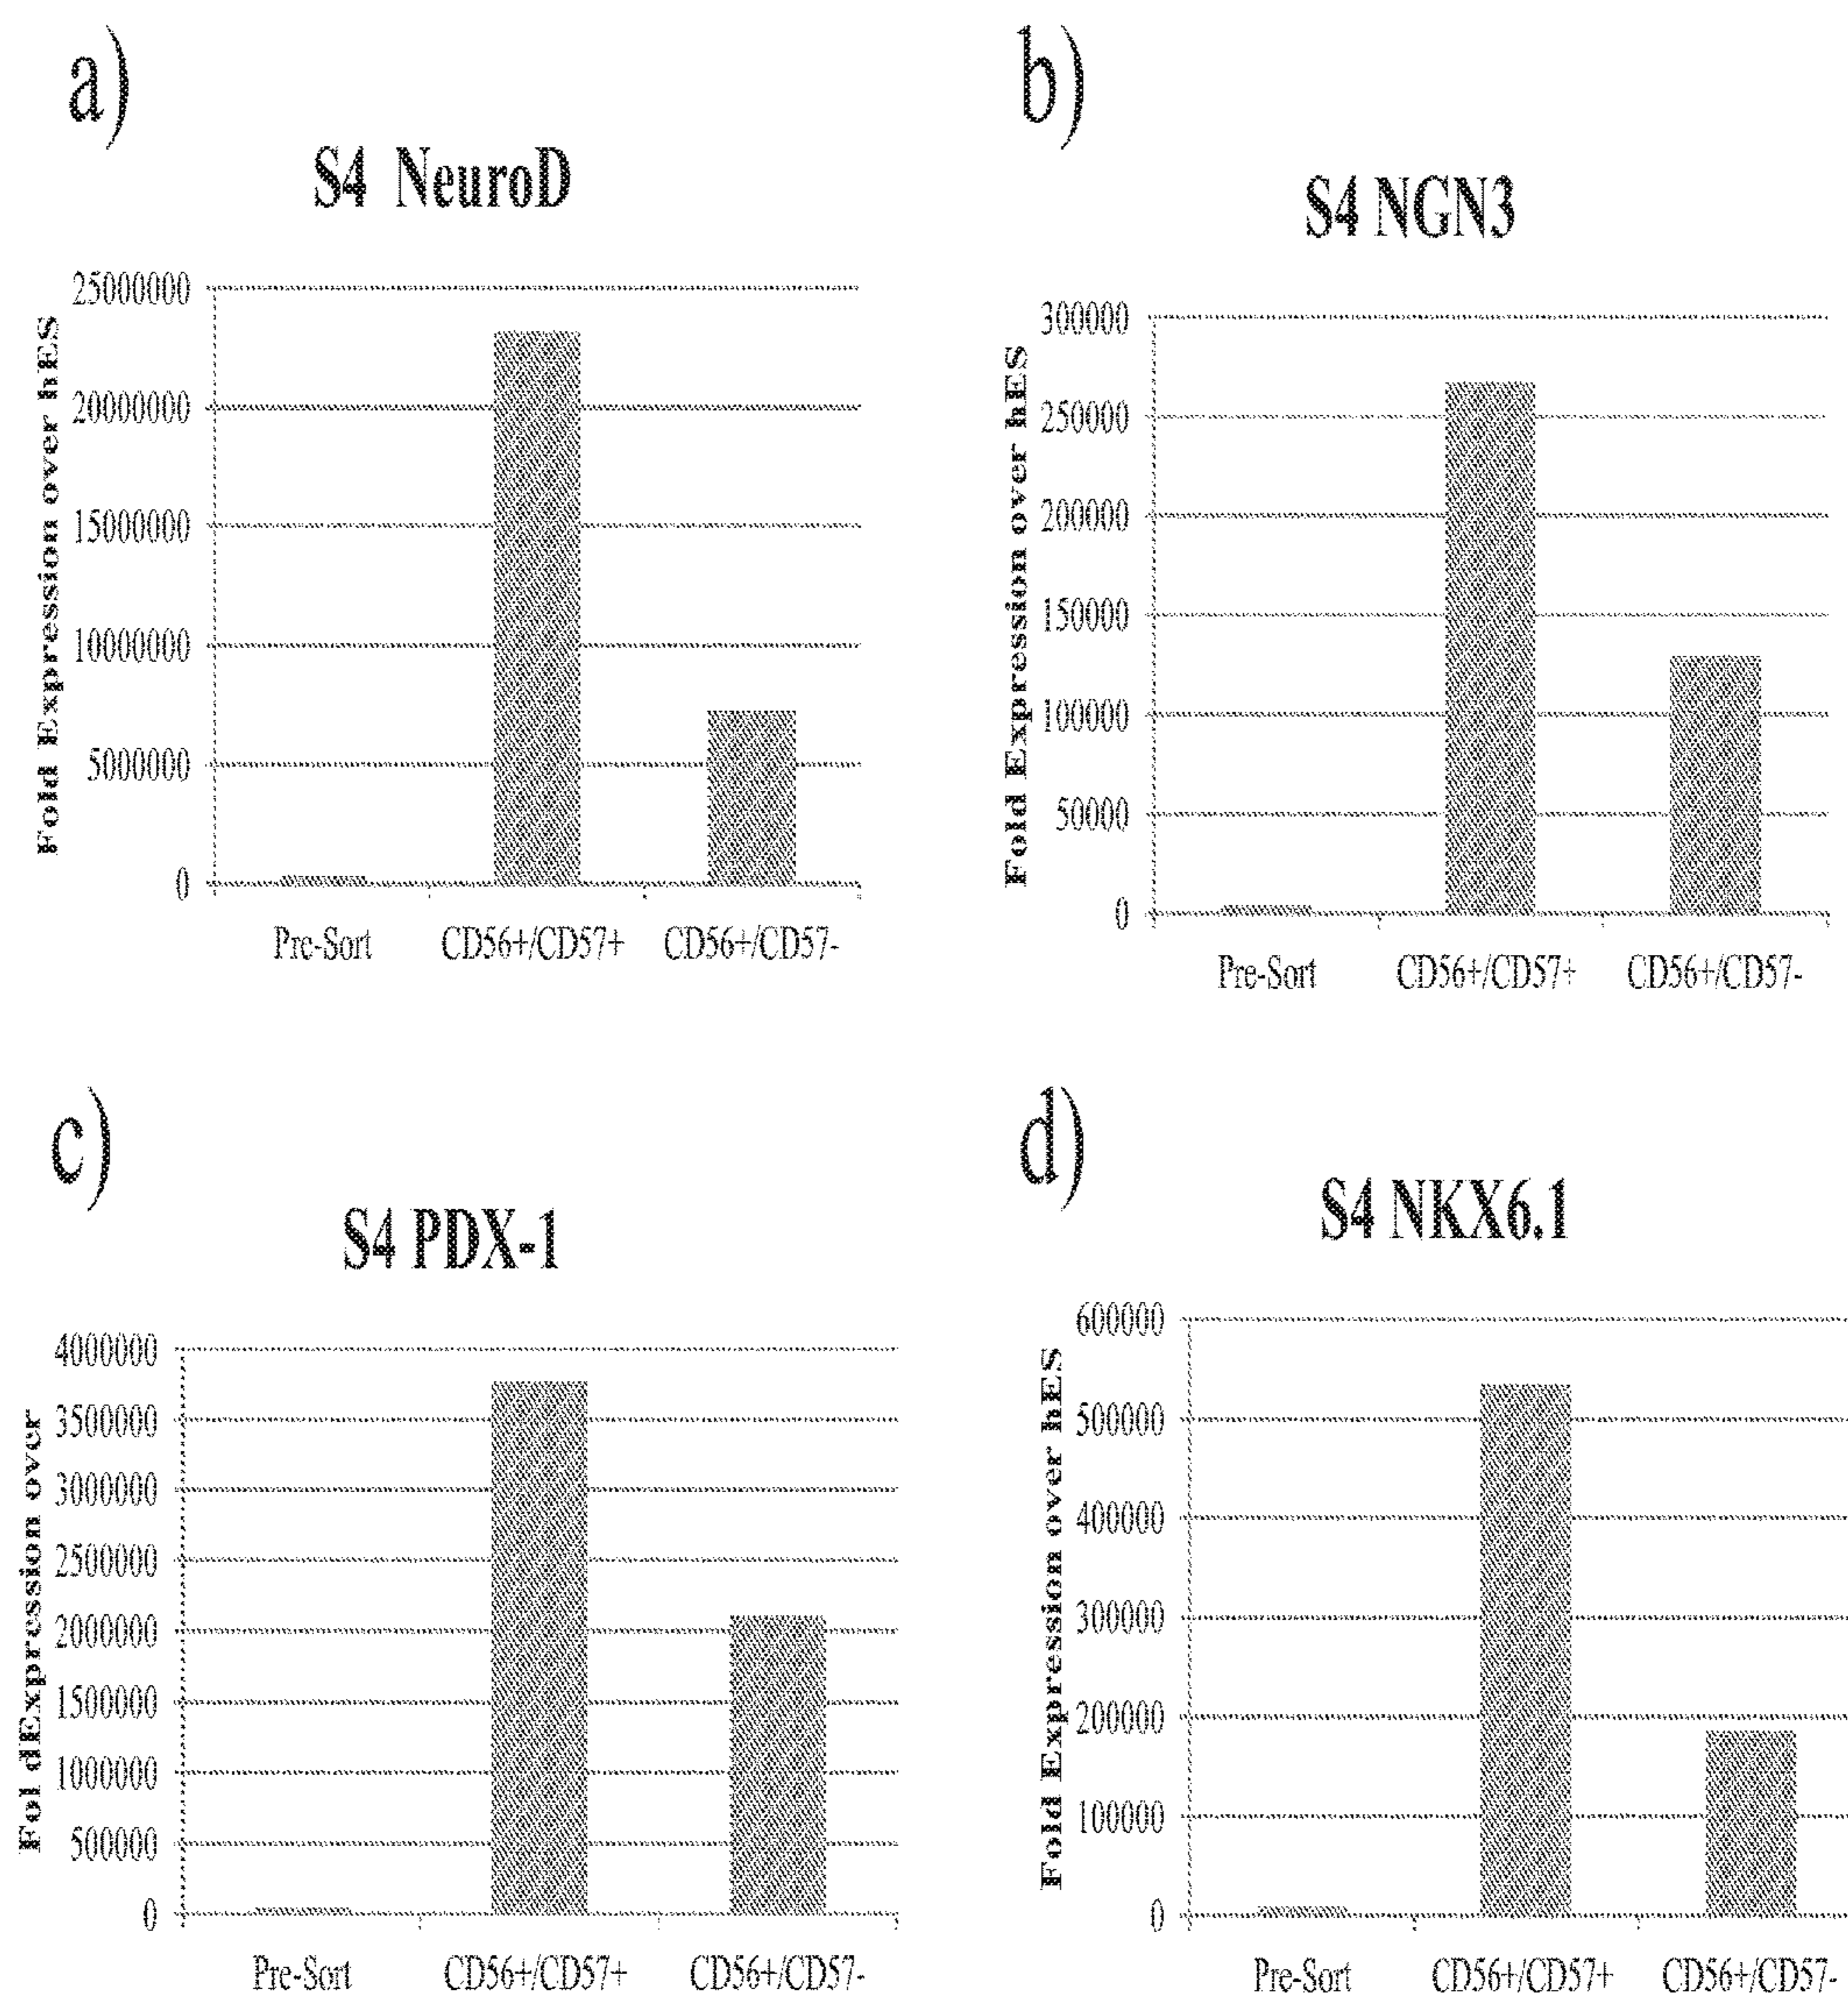 a)
S4 NeuroD
Fold Expression over hES
25000000
20000000
15000000
10000000
5000000
0
Pre-Sort CD56+/CD57+ CD56+/CD57-
b)
S4 NGN3
Fold Expression over hES
300000
250000
200000
150000
100000
50000
0
Pre-Sort CD56+/CD57+ CD56+/CD57-
c)
S4 PDX-1
Fol dExpression over
4000000
3500000
3000000
2500000
2000000
1500000
1000000
500000
0
Pre-Sort CD56+/CD57+ CD56+/CD57-
d)
S4 NKX6.1
Fold Expression over hES
600000
500000
400000
300000
200000
100000
0
Pre-Sort CD56+/CD57+ CD56+/CD57-